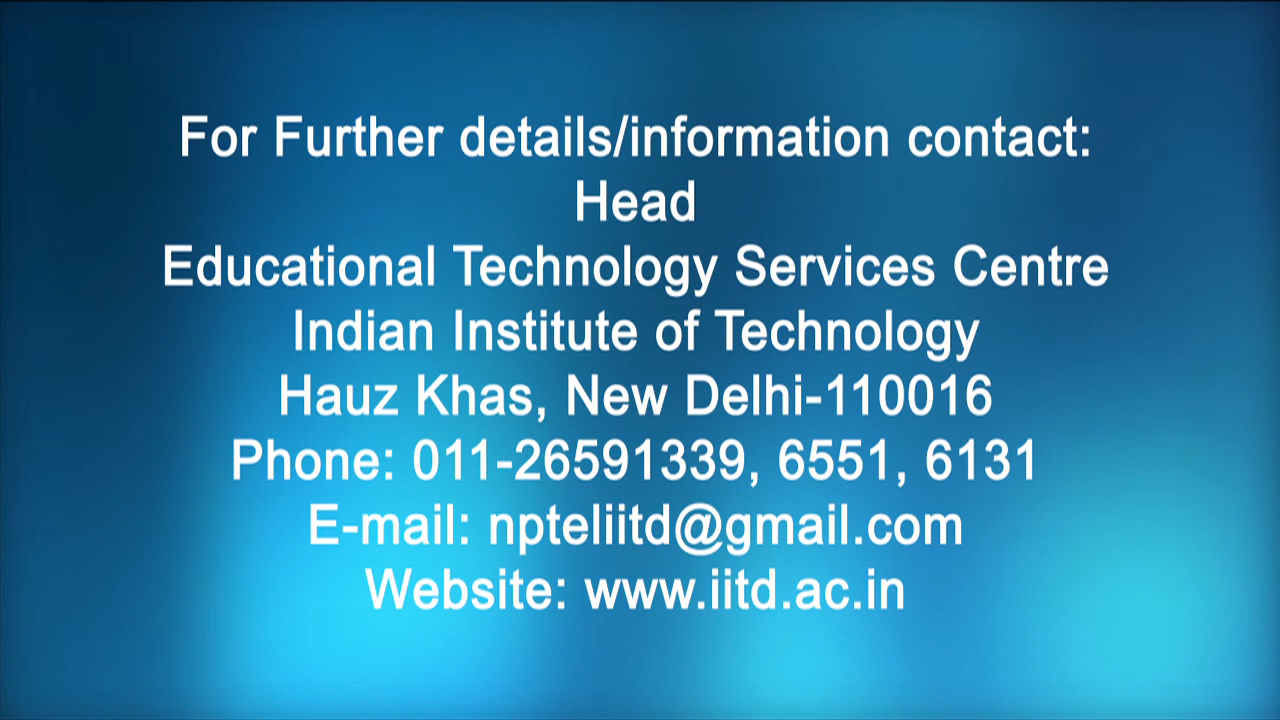 For Further details/information contact:
Head
Educational Technology Services Centre
Indian Institute of Technology
Hauz Khas, New Delhi-110016
Phone: 011-26591339, 6551, 6131
E-mail: npteliitd@gmail.com
Website: www.iitd.ac.in